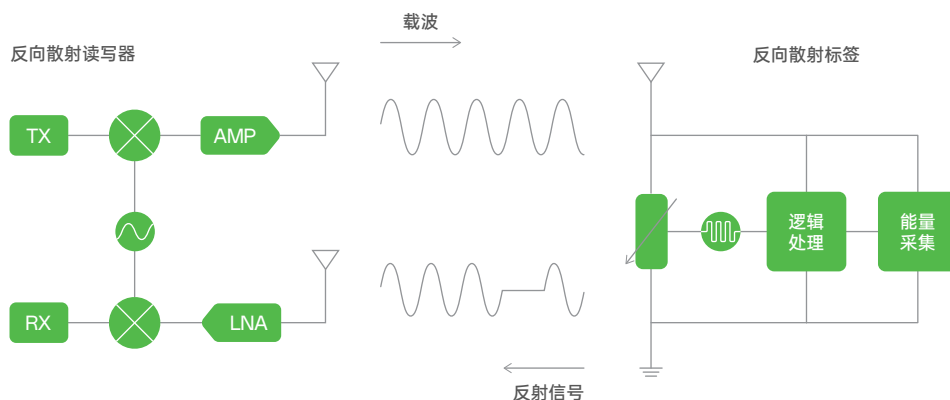 载波
反向散射读写器
反向散射标签
TX
AMP
逻辑
处理
能量
采集
RX
LNA
反射信号